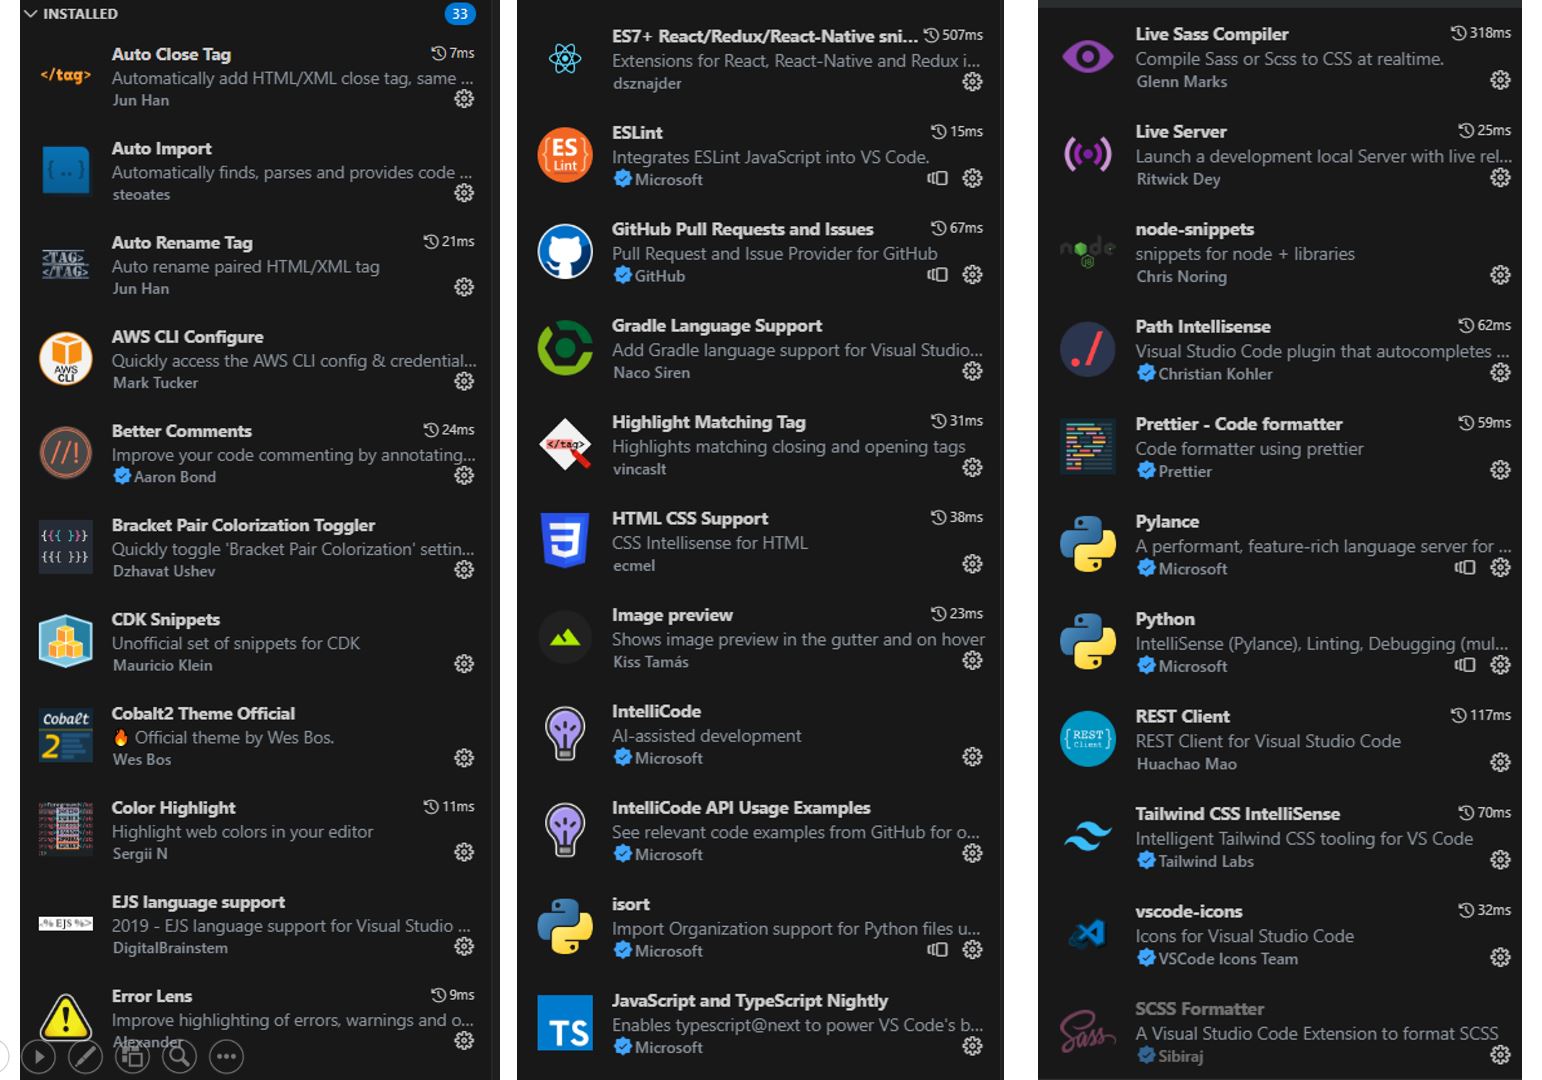 INSTALLED 33
Auto Close Tag 7ms
Automatically add HTML/XML close tag, same ...
Jun Han
</tag>
Auto Import
Automatically finds, parses and provides code ...
steoates
{..}
Auto Rename Tag 21ms
Auto rename paired HTML/XML tag
Jun Han
<TAG>
</TAG>
AWS CLI Configure
Quickly access the AWS CLI config & credential...
Mark Tucker
AWS
CLI
Better Comments 24ms
Improve your code commenting by annotating...
Aaron Bond
//!
Bracket Pair Colorization Toggler
Quickly toggle 'Bracket Pair Colorization' settin...
Dzhavat Ushev
{{{ }}}
{{{ }}}
CDK Snippets
Unofficial set of snippets for CDK
Mauricio Klein
Cobalt2 Theme Official
🔥 Official theme by Wes Bos.
Wes Bos
Cobalt
2
Color Highlight 11ms
Highlight web colors in your editor
Sergii N
EJS language support
2019 - EJS language support for Visual Studio ...
DigitalBrainstem
<% EJS %>
Error Lens 9ms
Improve highlighting of errors, warnings and o...
Alexander
ES7+ React/Redux/React-Native sni... 507ms
Extensions for React, React-Native and Redux i...
dsznajder
ESLint 15ms
Integrates ESLint JavaScript into VS Code.
Microsoft
{ES}
Lint
GitHub Pull Requests and Issues 67ms
Pull Request and Issue Provider for GitHub
GitHub
Gradle Language Support
Add Gradle language support for Visual Studio...
Naco Siren
Highlight Matching Tag 31ms
Highlights matching closing and opening tags
vincaslt
</tag>
HTML CSS Support 38ms
CSS Intellisense for HTML
ecmel
3
Image preview 23ms
Shows image preview in the gutter and on hover
Kiss Tamás
IntelliCode
AI-assisted development
Microsoft
IntelliCode API Usage Examples
See relevant code examples from GitHub for o...
Microsoft
isort
Import Organization support for Python files u...
Microsoft
JavaScript and TypeScript Nightly
Enables typescript@next to power VS Code's b...
Microsoft
TS
Live Sass Compiler 318ms
Compile Sass or Scss to CSS at realtime.
Glenn Marks
Live Server 25ms
Launch a development local Server with live rel...
Ritwick Dey
node-snippets
snippets for node + libraries
Chris Noring
node
JS
Path Intellisense 62ms
Visual Studio Code plugin that autocompletes ...
Christian Kohler
./
Prettier - Code formatter 59ms
Code formatter using prettier
Prettier
Pylance
A performant, feature-rich language server for ...
Microsoft
Python
IntelliSense (Pylance), Linting, Debugging (mul...
Microsoft
REST Client 117ms
REST Client for Visual Studio Code
Huachao Mao
{REST}
Client
Tailwind CSS IntelliSense 70ms
Intelligent Tailwind CSS tooling for VS Code
Tailwind Labs
vscode-icons 32ms
Icons for Visual Studio Code
VSCode Icons Team
SCSS Formatter
A Visual Studio Code Extension to format SCSS
Sibiraj
Sass